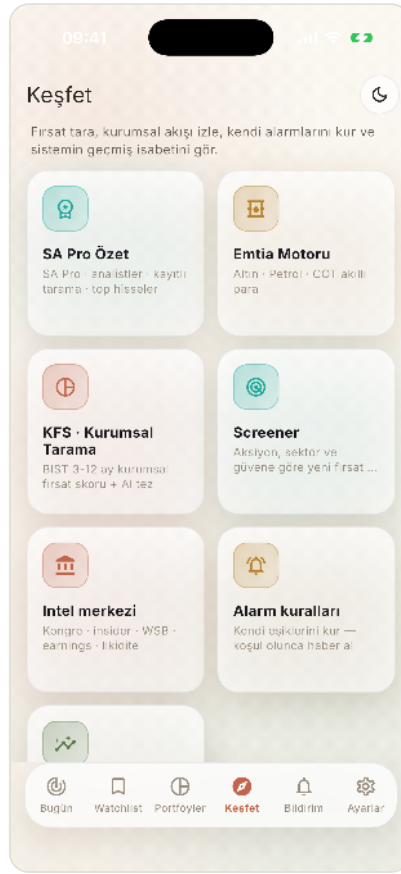 09:41
Keşfet
Fırsat tara, kurumsal akışı izle, kendi alarmlarını kur ve
sistemin geçmiş isabetini gör.
SA Pro Özet
SA Pro · analistler · kayıtlı
tarama · top hisseler
Emtia Motoru
Altın · Petrol · COT akıllı
para
KFS · Kurumsal
Tarama
BIST 3-12 ay kurumsal
fırsat skoru + AI tez
Screener
Aksiyon, sektör ve
güvene göre yeni fırsat ...
Intel merkezi
Kongre · insider · WSB ·
earnings · likidite
Alarm kuralları
Kendi eşiklerini kur —
koşul olunca haber al
Bugün
Watchlist
Portföyler
Keşfet
Bildirim
Ayarlar